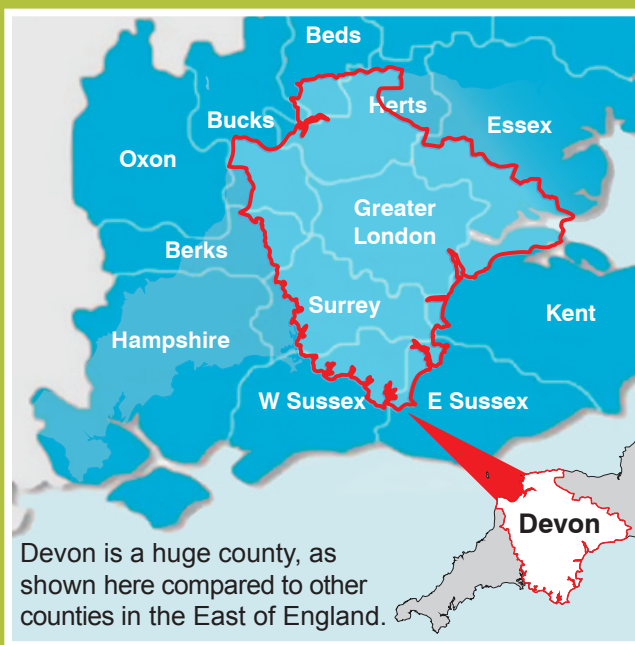 Beds
Herts
Bucks
Essex
Oxon
Greater
London
Berks
Surrey
Kent
Hampshire
W Sussex
E Sussex
Devon
Devon is a huge county, as
shown here compared to other
counties in the East of England.